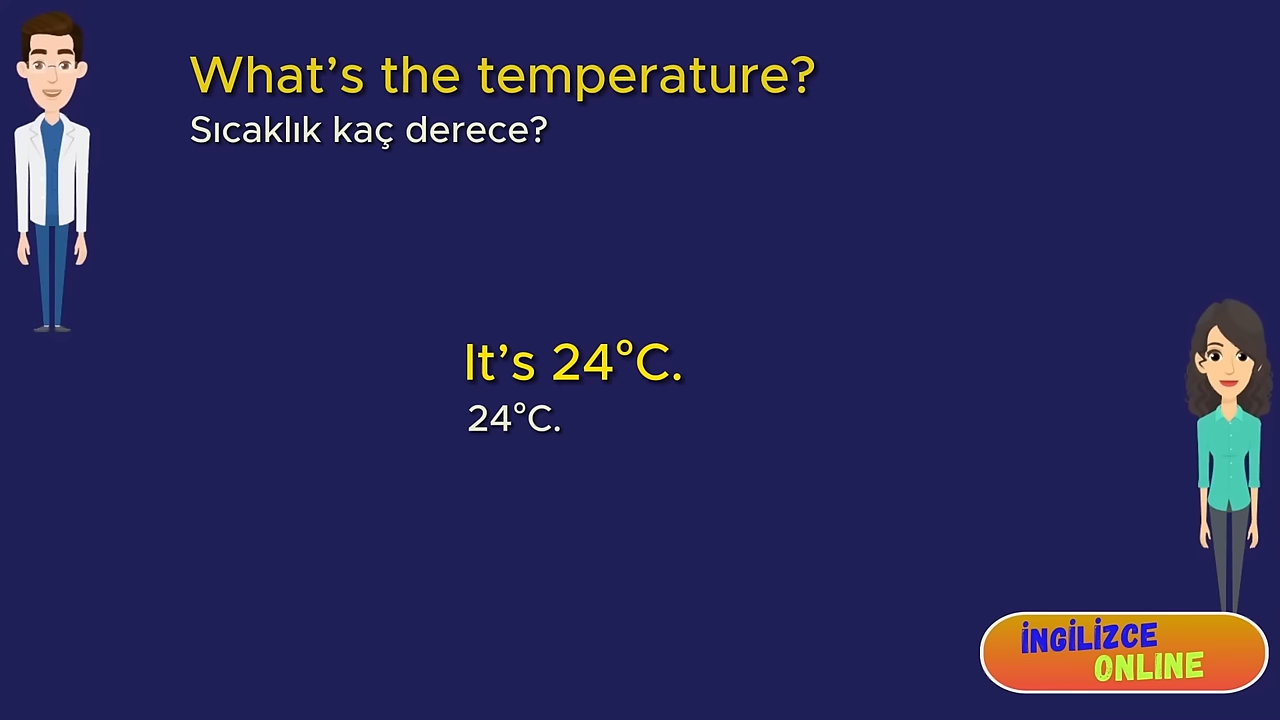 What's the temperature?
Sıcaklık kaç derece?
It's 24°C.
24°C.
İNGİLİZCE
ONLINE